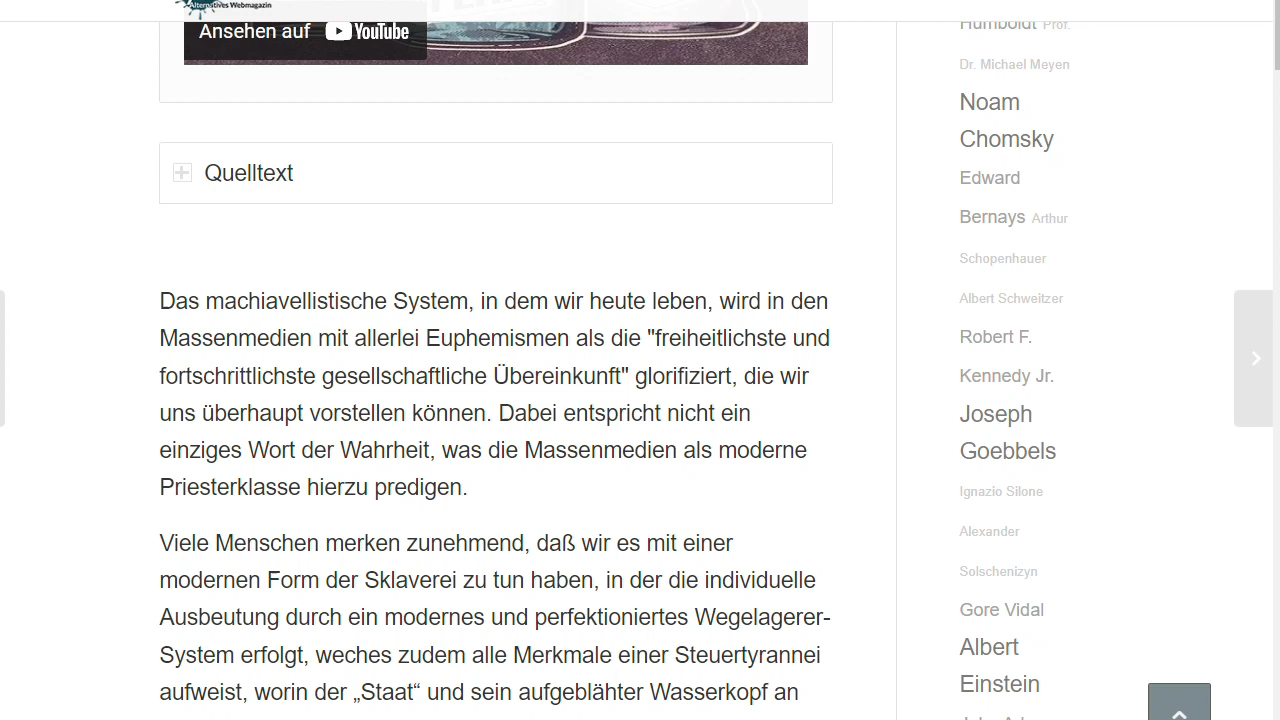 Alternatives Webmagazin
Ansehen auf YouTube
Quelltext
Das machiavellistische System, in dem wir heute leben, wird in den
Massenmedien mit allerlei Euphemismen als die "freiheitlichste und
fortschrittlichste gesellschaftliche Übereinkunft" glorifiziert, die wir
uns überhaupt vorstellen können. Dabei entspricht nicht ein
einziges Wort der Wahrheit, was die Massenmedien als moderne
Priesterklasse hierzu predigen.
Viele Menschen merken zunehmend, daß wir es mit einer
modernen Form der Sklaverei zu tun haben, in der die individuelle
Ausbeutung durch ein modernes und perfektioniertes Wegelagerer-
System erfolgt, weches zudem alle Merkmale einer Steuertyrannei
aufweist, worin der „Staat“ und sein aufgeblähter Wasserkopf an
Humboldt Prof.
Dr. Michael Meyen
Noam
Chomsky
Edward
Bernays Arthur
Schopenhauer
Albert Schweitzer
Robert F.
Kennedy Jr.
Joseph
Goebbels
Ignazio Silone
Alexander
Solschenizyn
Gore Vidal
Albert
Einstein